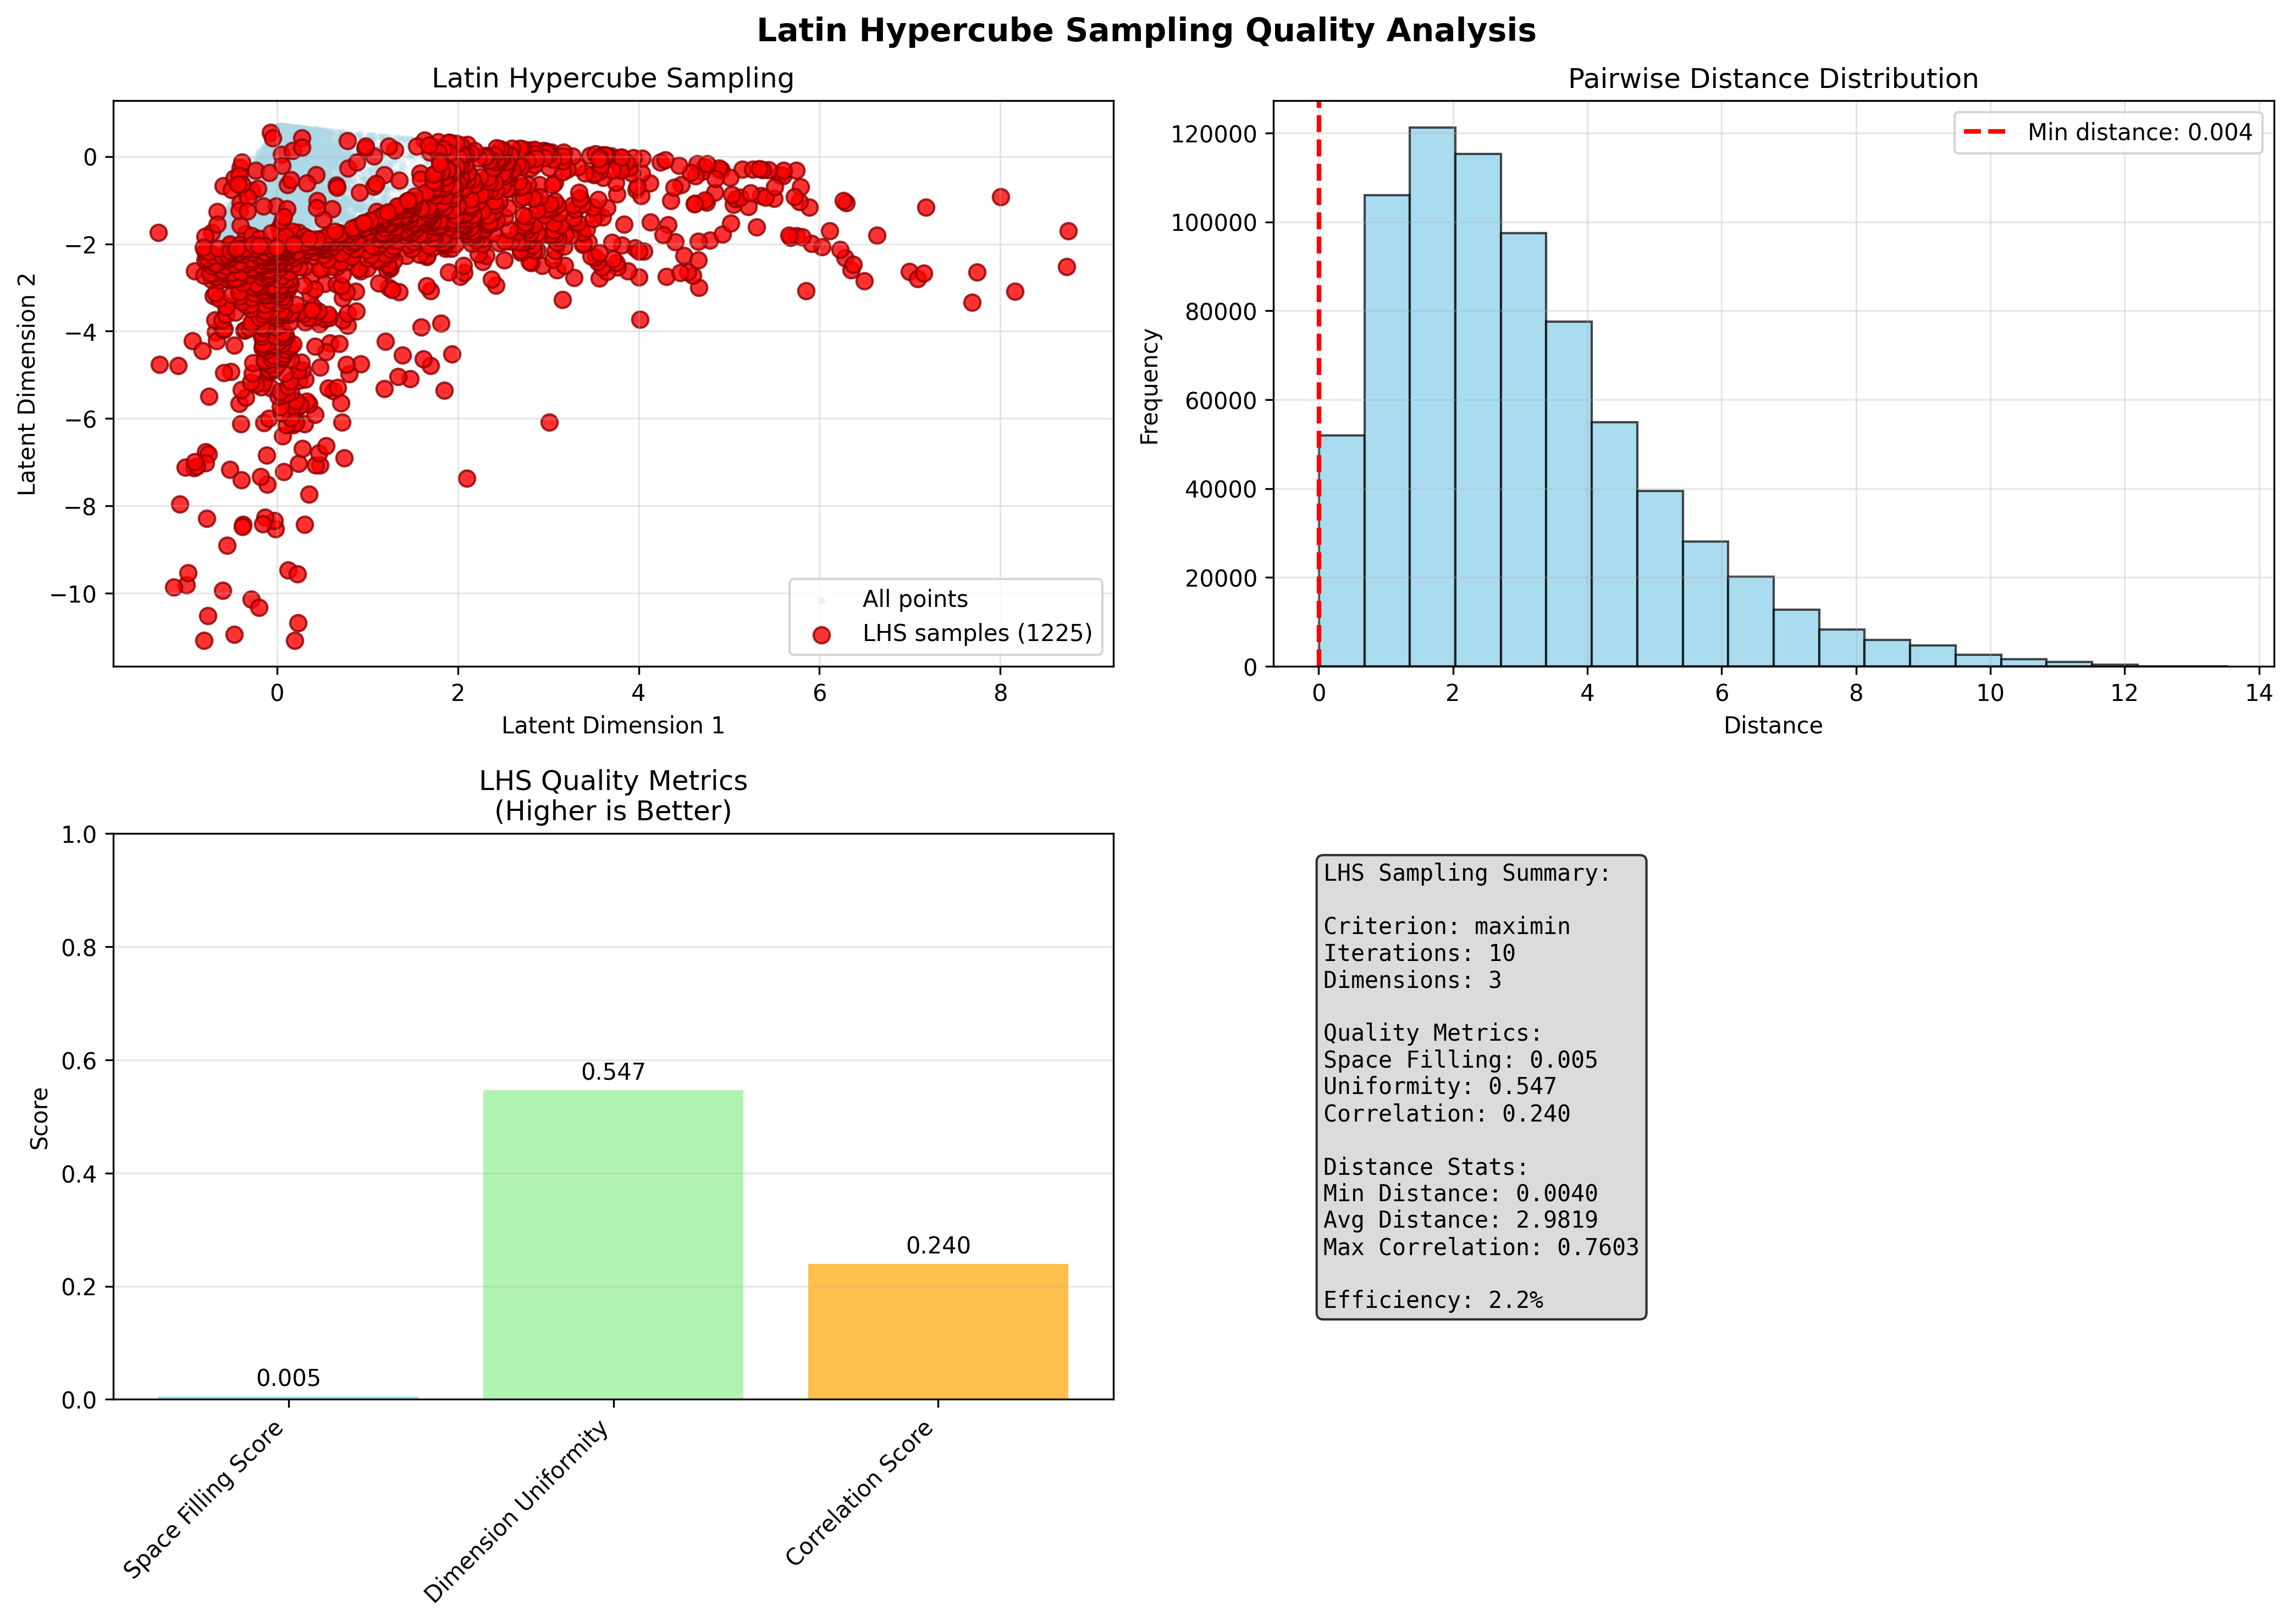 Latin Hypercube Sampling Quality Analysis
Latin Hypercube Sampling
0
−2
−4
−6
−8
−10
Latent Dimension 2
0 2 4 6 8
Latent Dimension 1
All points
LHS samples (1225)
Pairwise Distance Distribution
120000
100000
80000
60000
40000
20000
0
Frequency
0 2 4 6 8 10 12 14
Distance
Min distance: 0.004
LHS Quality Metrics
(Higher is Better)
1.0
0.8
0.6
0.4
0.2
0.0
Score
0.005
0.547
0.240
Space Filling Score
Dimension Uniformity
Correlation Score
LHS Sampling Summary:
Criterion: maximin
Iterations: 10
Dimensions: 3
Quality Metrics:
Space Filling: 0.005
Uniformity: 0.547
Correlation: 0.240
Distance Stats:
Min Distance: 0.0040
Avg Distance: 2.9819
Max Correlation: 0.7603
Efficiency: 2.2%